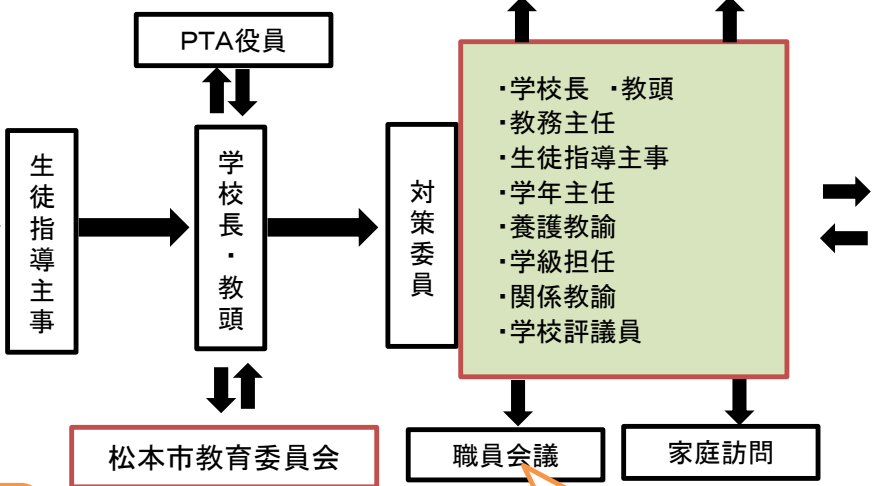 PTA役員
生徒指導主事
学校長・教頭
対策委員
・学校長 ・教頭
・教務主任
・生徒指導主事
・学年主任
・養護教諭
・学級担任
・関係教諭
・学校評議員
松本市教育委員会
職員会議
家庭訪問